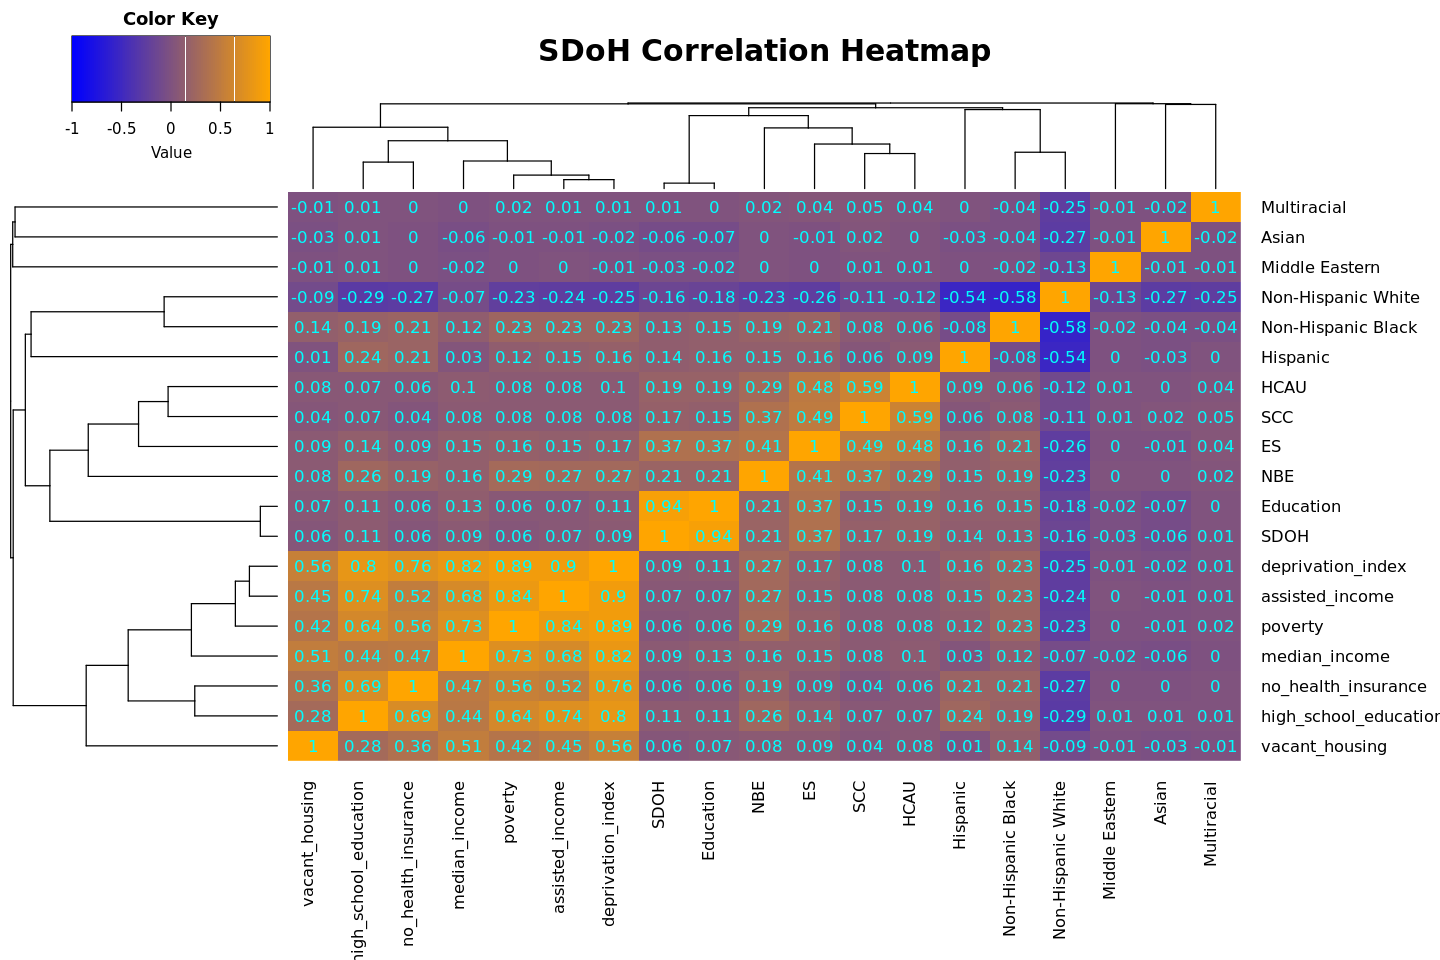 Color Key
SDoH Correlation Heatmap
-1 -0.5 0 0.5 1
Value
-0.01 0.01 0 0 0.02 0.01 0.01 0.01 0 0.02 0.04 0.05 0.04 0 -0.04 -0.25 -0.01 -0.02 1 Multiracial
-0.03 0.01 0 -0.06 -0.01 -0.01 -0.02 -0.06 -0.07 0 -0.01 0.02 0 -0.03 -0.04 -0.27 -0.01 1 -0.02 Asian
-0.01 0.01 0 -0.02 0 0 -0.01 -0.03 -0.02 0 0 0.01 0.01 0 -0.02 -0.13 1 -0.01 -0.01 Middle Eastern
-0.09 -0.29 -0.27 -0.07 -0.23 -0.24 -0.25 -0.16 -0.18 -0.23 -0.26 -0.11 -0.12 -0.54 -0.58 1 -0.13 -0.27 -0.25 Non-Hispanic White
0.14 0.19 0.21 0.12 0.23 0.23 0.23 0.13 0.15 0.19 0.21 0.08 0.06 -0.08 1 -0.58 -0.02 -0.04 -0.04 Non-Hispanic Black
0.01 0.24 0.21 0.03 0.12 0.15 0.16 0.14 0.16 0.15 0.16 0.06 0.09 1 -0.08 -0.54 0 -0.03 0 Hispanic
0.08 0.07 0.06 0.1 0.08 0.08 0.1 0.19 0.19 0.29 0.48 0.59 1 0.09 0.06 -0.12 0.01 0 0.04 HCAU
0.04 0.07 0.04 0.08 0.08 0.08 0.08 0.17 0.15 0.37 0.49 1 0.59 0.06 0.08 -0.11 0.01 0.02 0.05 SCC
0.09 0.14 0.09 0.15 0.16 0.15 0.17 0.37 0.37 0.41 1 0.49 0.48 0.16 0.21 -0.26 0 -0.01 0.04 ES
0.08 0.26 0.19 0.16 0.29 0.27 0.27 0.21 0.21 1 0.41 0.37 0.29 0.15 0.19 -0.23 0 0 0.02 NBE
0.07 0.11 0.06 0.13 0.06 0.07 0.11 0.94 1 0.21 0.37 0.15 0.19 0.16 0.15 -0.18 -0.02 -0.07 0 Education
0.06 0.11 0.06 0.09 0.06 0.07 0.09 1 0.94 0.21 0.37 0.17 0.19 0.14 0.13 -0.16 -0.03 -0.06 0.01 SDOH
0.56 0.8 0.76 0.82 0.89 0.9 1 0.09 0.11 0.27 0.17 0.08 0.1 0.16 0.23 -0.25 -0.01 -0.02 0.01 deprivation_index
0.45 0.74 0.52 0.68 0.84 1 0.9 0.07 0.07 0.27 0.15 0.08 0.08 0.15 0.23 -0.24 0 -0.01 0.01 assisted_income
0.42 0.64 0.56 0.73 1 0.84 0.89 0.06 0.06 0.29 0.16 0.08 0.08 0.12 0.23 -0.23 0 -0.01 0.02 poverty
0.51 0.44 0.47 1 0.73 0.68 0.82 0.09 0.13 0.16 0.15 0.08 0.1 0.03 0.12 -0.07 -0.02 -0.06 0 median_income
0.36 0.69 1 0.47 0.56 0.52 0.76 0.06 0.06 0.19 0.09 0.04 0.06 0.21 0.21 -0.27 0 0 0 no_health_insurance
0.28 1 0.69 0.44 0.64 0.74 0.8 0.11 0.11 0.26 0.14 0.07 0.07 0.24 0.19 -0.29 0.01 0.01 0.01 high_school_education
1 0.28 0.36 0.51 0.42 0.45 0.56 0.06 0.07 0.08 0.09 0.04 0.08 0.01 0.14 -0.09 -0.01 -0.03 -0.01 vacant_housing
vacant_housing
high_school_education
no_health_insurance
median_income
poverty
assisted_income
deprivation_index
SDOH
Education
NBE
ES
SCC
HCAU
Hispanic
Non-Hispanic Black
Non-Hispanic White
Middle Eastern
Asian
Multiracial